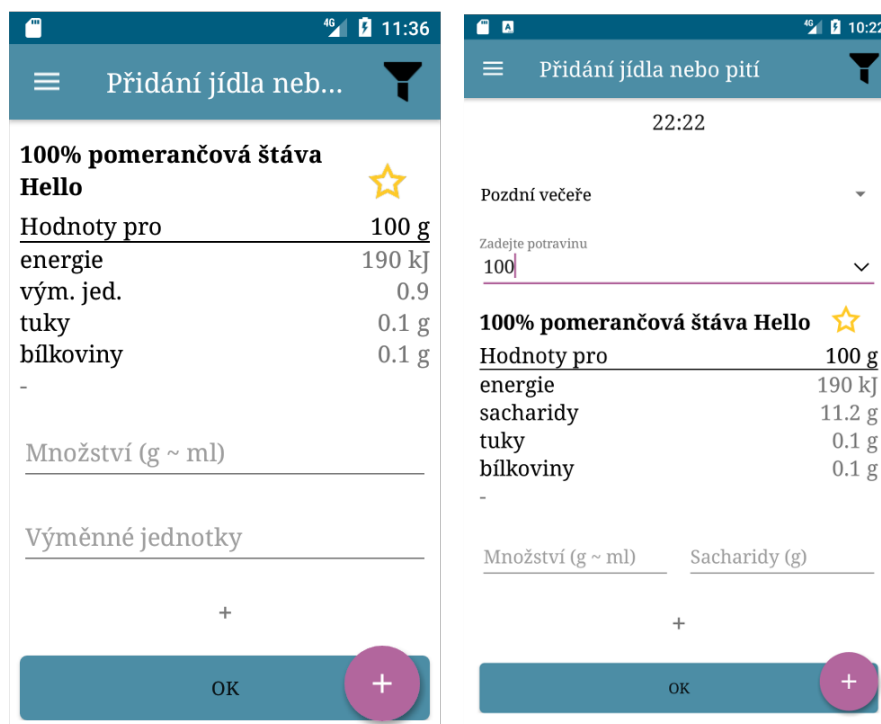 4G 11:36
Přidání jídla neb...
100% pomerančová štáva
Hello
Hodnoty pro 100 g
energie 190 kJ
vým. jed. 0.9
tuky 0.1 g
bílkoviny 0.1 g
-
Množství (g ~ ml)
Výměnné jednotky
+
OK +
A 4G 10:22
Přidání jídla nebo pití
22:22
Pozdní večeře
Zadejte potravinu
100
100% pomerančová štáva Hello
Hodnoty pro 100 g
energie 190 kJ
sacharidy 11.2 g
tuky 0.1 g
bílkoviny 0.1 g
-
Množství (g ~ ml) Sacharidy (g)
+
OK +